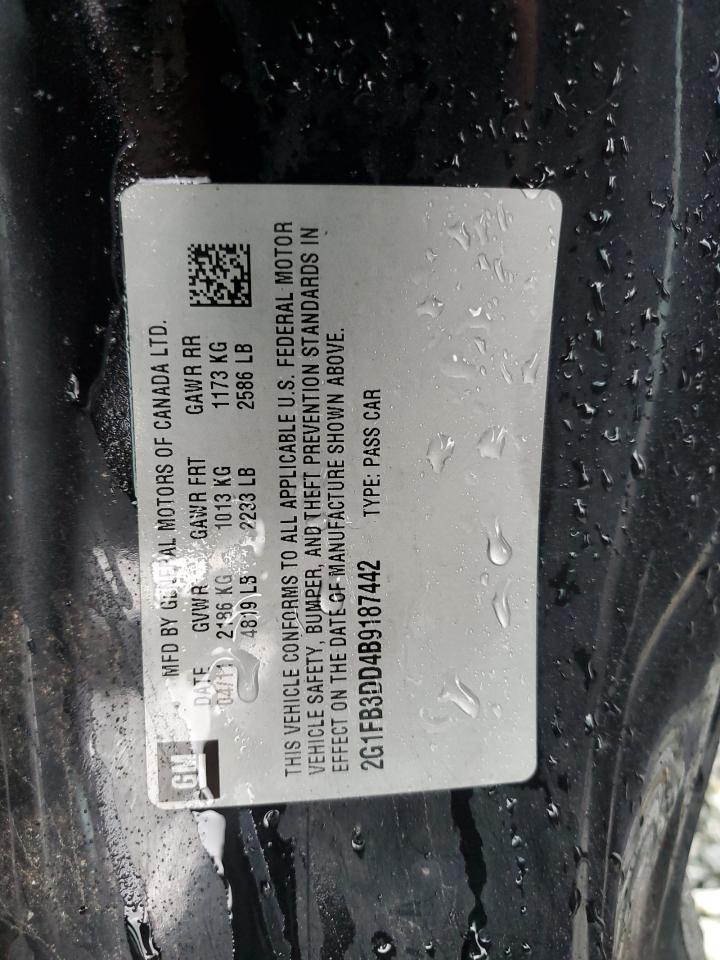 GM
MFD BY GENERAL MOTORS OF CANADA LTD.
DATE GVWR GAWR FRT GAWR RR
04/11 2186 KG 1013 KG 1173 KG
4819 LB 2233 LB 2586 LB
THIS VEHICLE CONFORMS TO ALL APPLICABLE U.S. FEDERAL MOTOR
VEHICLE SAFETY, BUMPER, AND THEFT PREVENTION STANDARDS IN
EFFECT ON THE DATE OF MANUFACTURE SHOWN ABOVE.
2G1FB3DD4B9187442 TYPE: PASS CAR